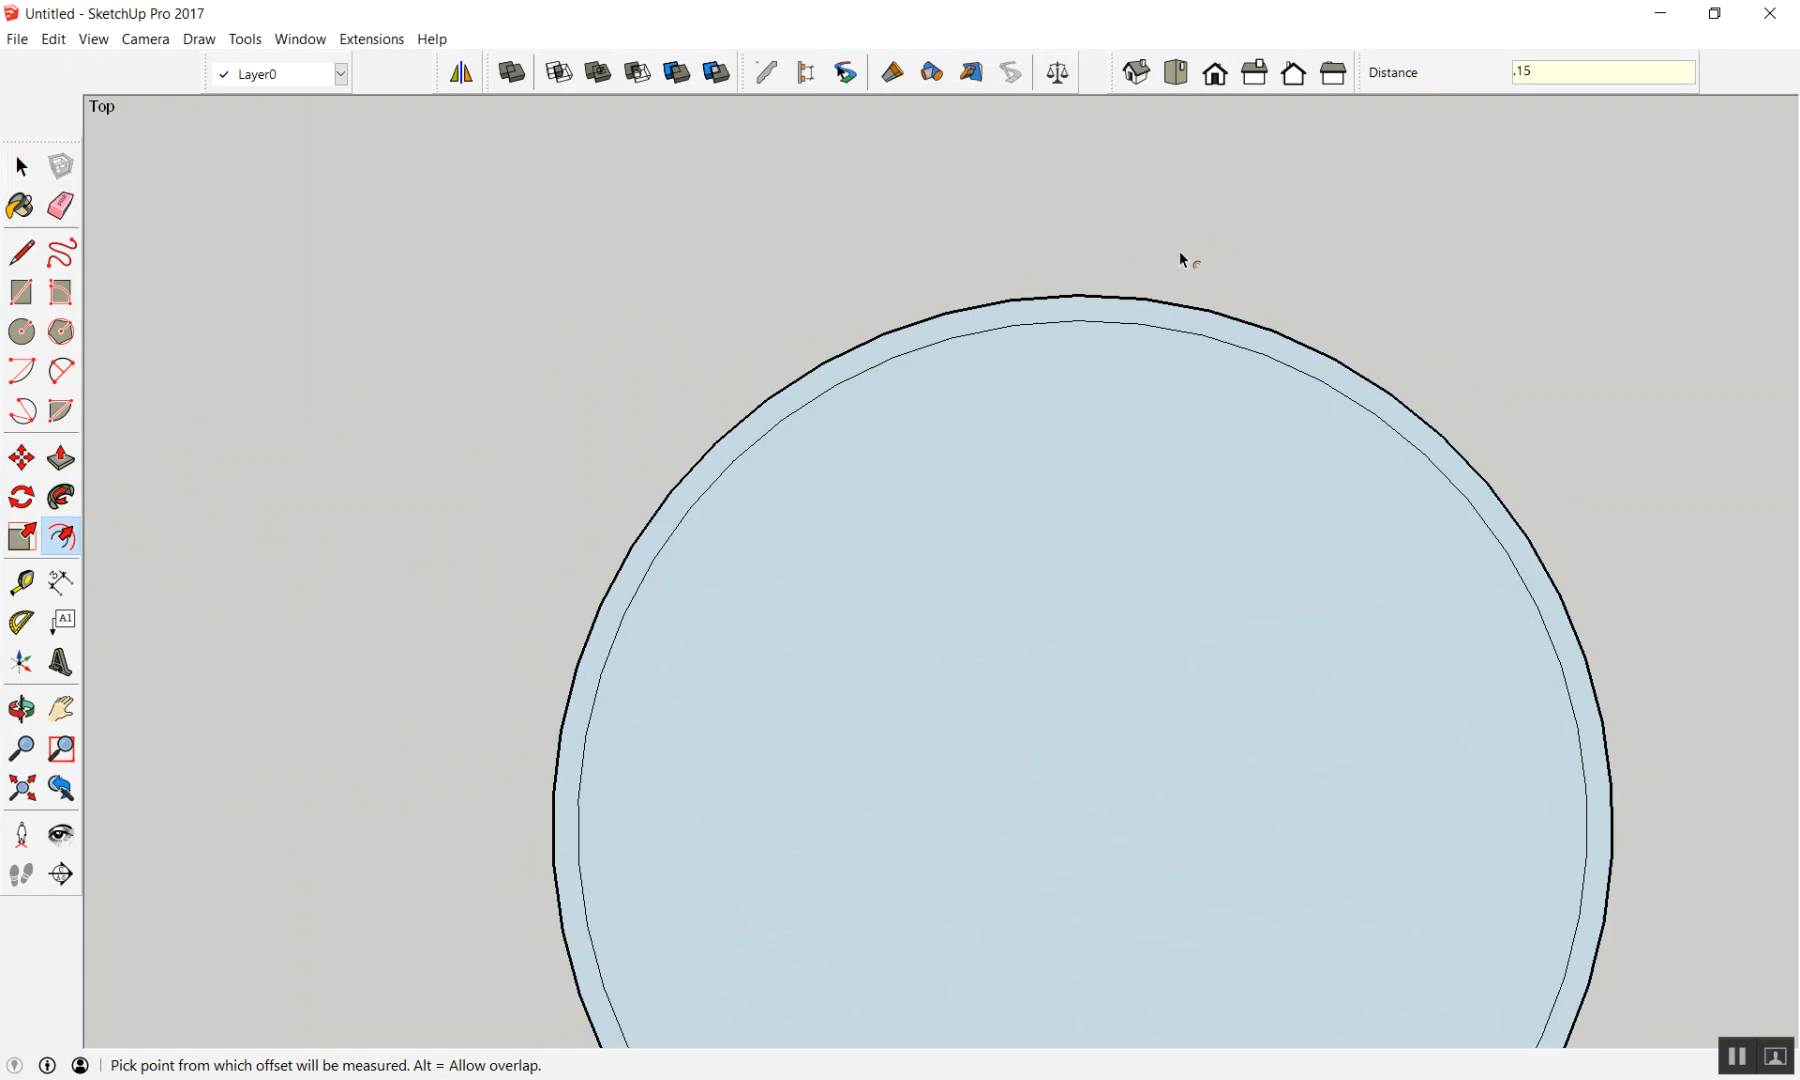 Untitled - SketchUp Pro 2017
File Edit View Camera Draw Tools Window Extensions Help
Layer0
Distance .15
Top
A1
Pick point from which offset will be measured. Alt = Allow overlap.